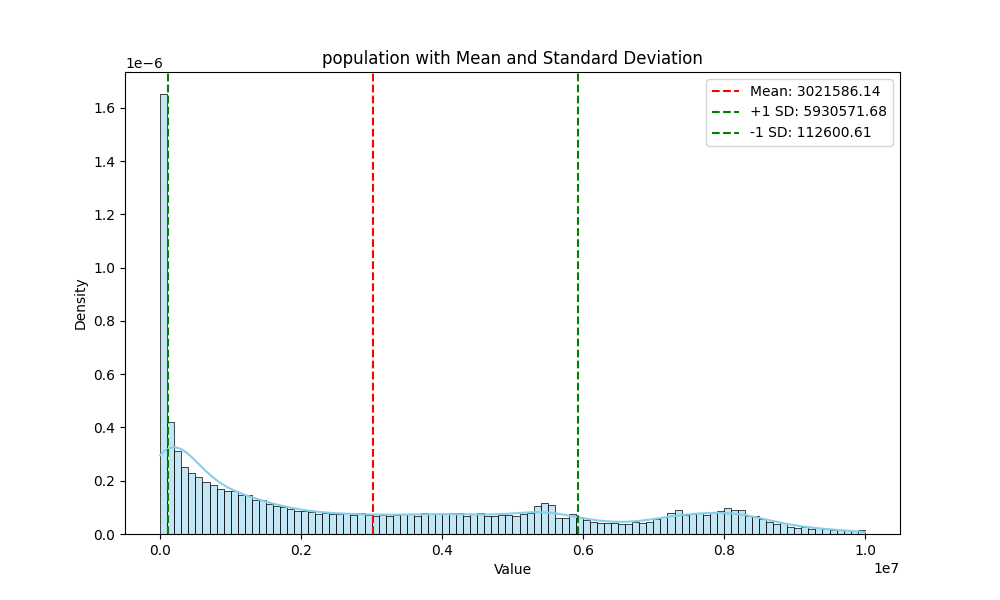 population with Mean and Standard Deviation
1e−6
Mean: 3021586.14
+1 SD: 5930571.68
-1 SD: 112600.61
1.6
1.4
1.2
1.0
0.8
0.6
0.4
0.2
0.0
Density
0.0 0.2 0.4 0.6 0.8 1.0
Value
1e7